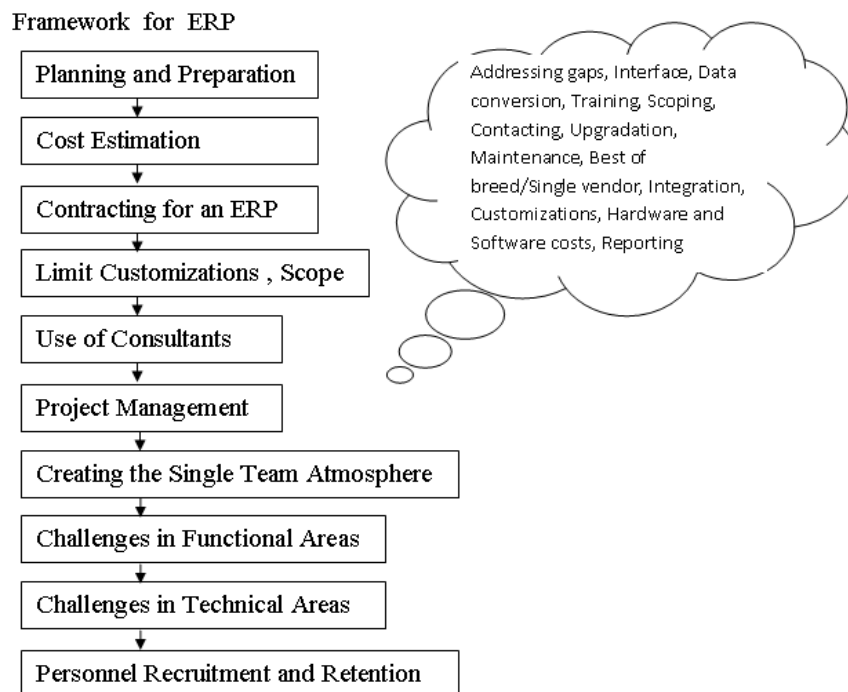 Framework for ERP
Planning and Preparation
Cost Estimation
Contracting for an ERP
Limit Customizations , Scope
Use of Consultants
Project Management
Creating the Single Team Atmosphere
Challenges in Functional Areas
Challenges in Technical Areas
Personnel Recruitment and Retention
Addressing gaps, Interface, Data
conversion, Training, Scoping,
Contacting, Upgradation,
Maintenance, Best of
breed/Single vendor, Integration,
Customizations, Hardware and
Software costs, Reporting